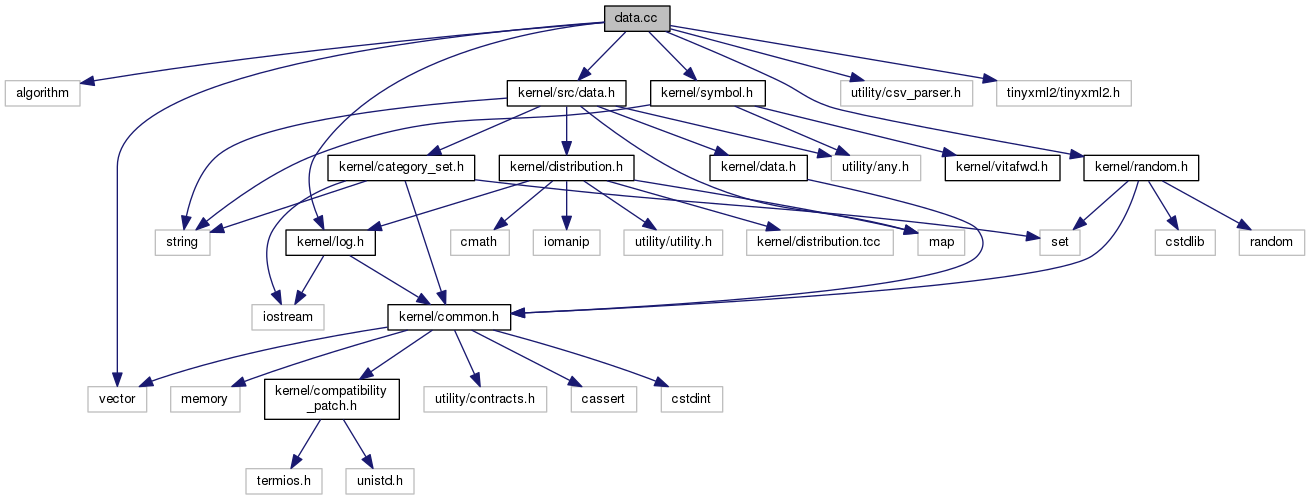 data.cc
algorithm
kernel/src/data.h
kernel/symbol.h
utility/csv_parser.h
tinyxml2/tinyxml2.h
kernel/category_set.h
kernel/distribution.h
kernel/data.h
utility/any.h
kernel/vitafwd.h
kernel/random.h
string
kernel/log.h
cmath
iomanip
utility/utility.h
kernel/distribution.tcc
map
set
cstdlib
random
iostream
kernel/common.h
vector
memory
kernel/compatibility
_patch.h
utility/contracts.h
cassert
cstdint
termios.h
unistd.h